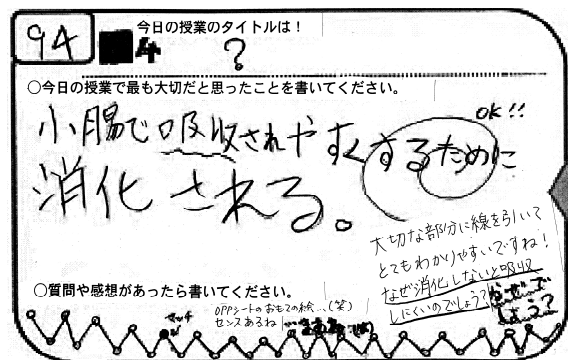 94
今日の授業のタイトルは!
4
?
○今日の授業で最も大切だと思ったことを書いてください。
OK!!
小腸で吸収されやすくするために
消化される。
大切な部分に線を引いて
とてもわかりやすいですね!
なぜ消化しないと吸収
しにくいのでしょう?
なぜで
しょう?
○質問や感想があったら書いてください。
OPPシートのおもての絵...(笑)
センスあるね